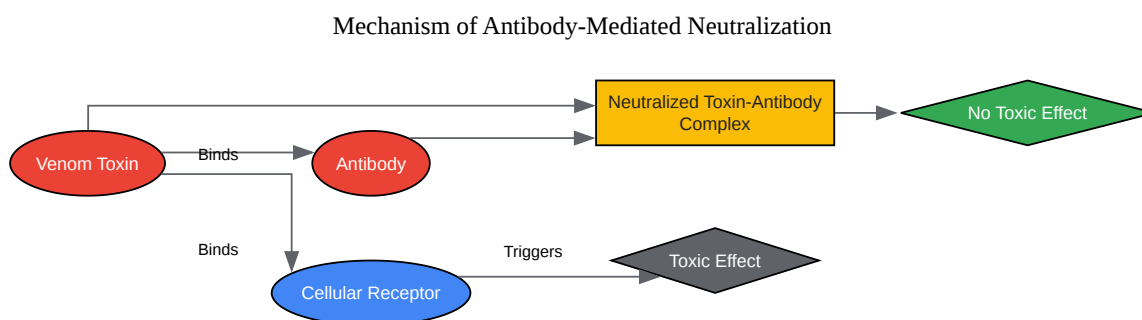 Mechanism of Antibody-Mediated Neutralization
Neutralized Toxin-Antibody
Complex
No Toxic Effect
Venom Toxin
Binds
Antibody
Binds
Triggers
Toxic Effect
Cellular Receptor